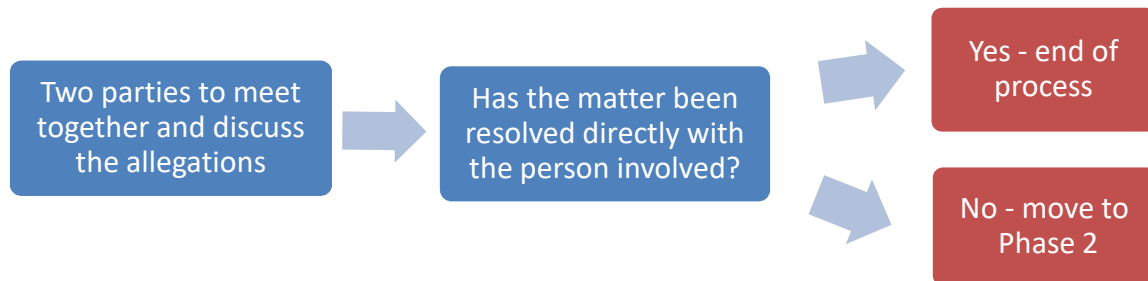 Two parties to meet
together and discuss
the allegations
Has the matter been
resolved directly with
the person involved?
Yes - end of
process
No - move to
Phase 2